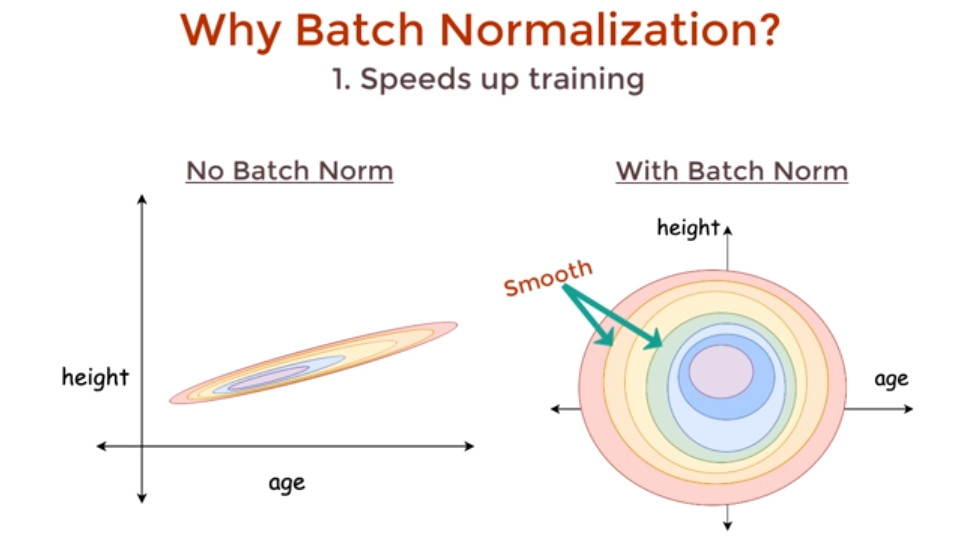 Why Batch Normalization?
1. Speeds up training
No Batch Norm
height
age
With Batch Norm
height
Smooth
age